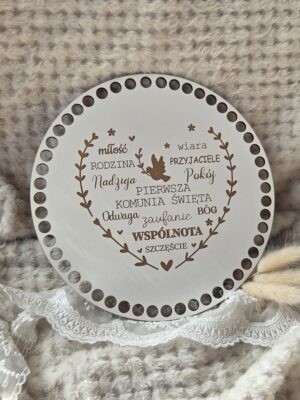 miłość wiara
RODZINA PRZYJACIELE
Nadzieja Pokój
PIERWSZA
KOMUNIA ŚWIĘTA
Odwaga zaufanie BÓG
WSPÓLNOTA
SZCZĘŚCIE